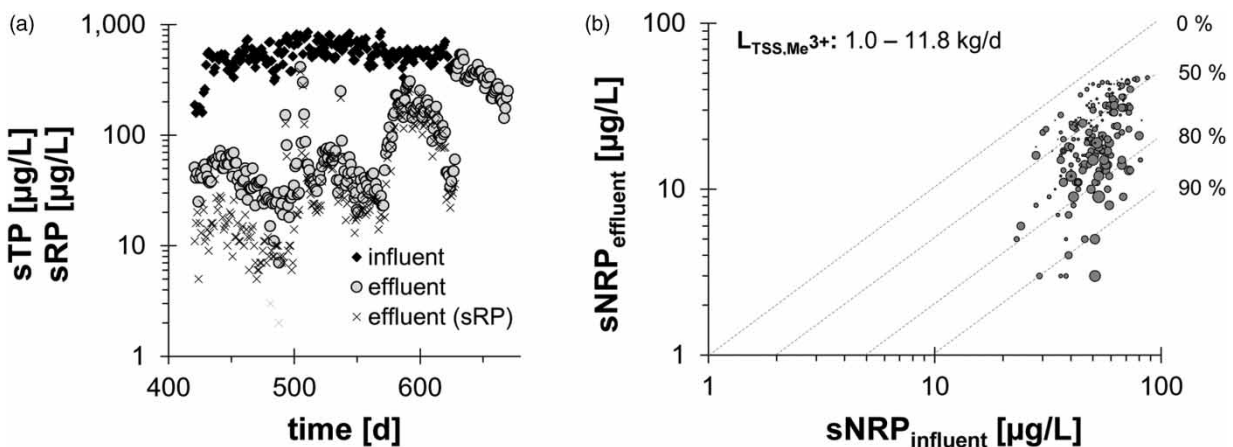 (a)
1,000
100
10
1
sTP [µg/L]
sRP [µg/L]
influent
effluent
effluent (sRP)
400
500
600
time [d]
(b)
100
10
1
sNRPeffluent [µg/L]
LTSS,Me3+: 1.0 – 11.8 kg/d
0 %
50 %
80 %
90 %
1
10
100
sNRPinfluent [µg/L]